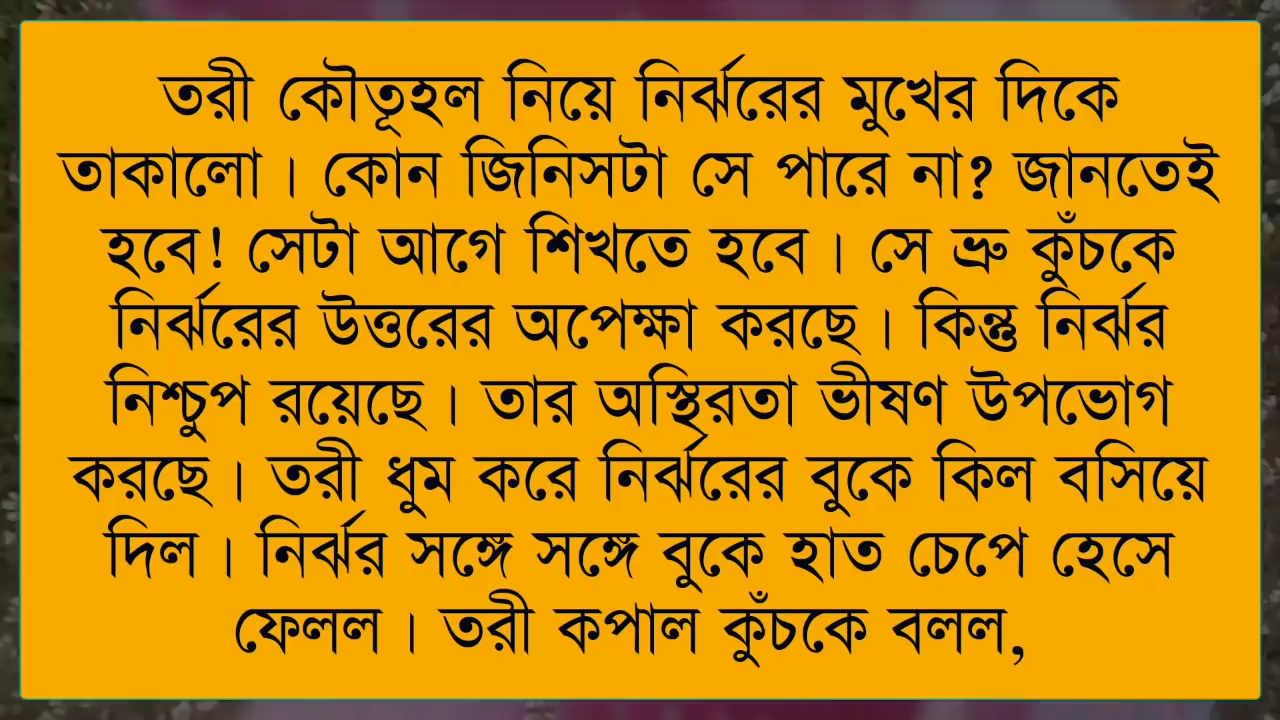 তরী কৌতূহল নিয়ে নির্ঝরের মুখের দিকে
তাকালো। কোন জিনিসটা সে পারে না? জানতেই
হবে! সেটা আগে শিখতে হবে। সে ভ্রু কুঁচকে
নির্ঝরের উত্তরের অপেক্ষা করছে। কিন্তু নির্ঝর
নিশ্চুপ রয়েছে। তার অস্থিরতা ভীষণ উপভোগ
করছে। তরী ধুম করে নির্ঝরের বুকে কিল বসিয়ে
দিল। নির্ঝর সঙ্গে সঙ্গে বুকে হাত চেপে হেসে
ফেলল। তরী কপাল কুঁচকে বলল,